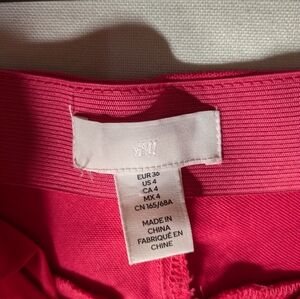 H&M
EUR 36
US 4
CA 4
MX 4
CN 165/68A
MADE IN
CHINA
FABRIQUÉ EN
CHINE